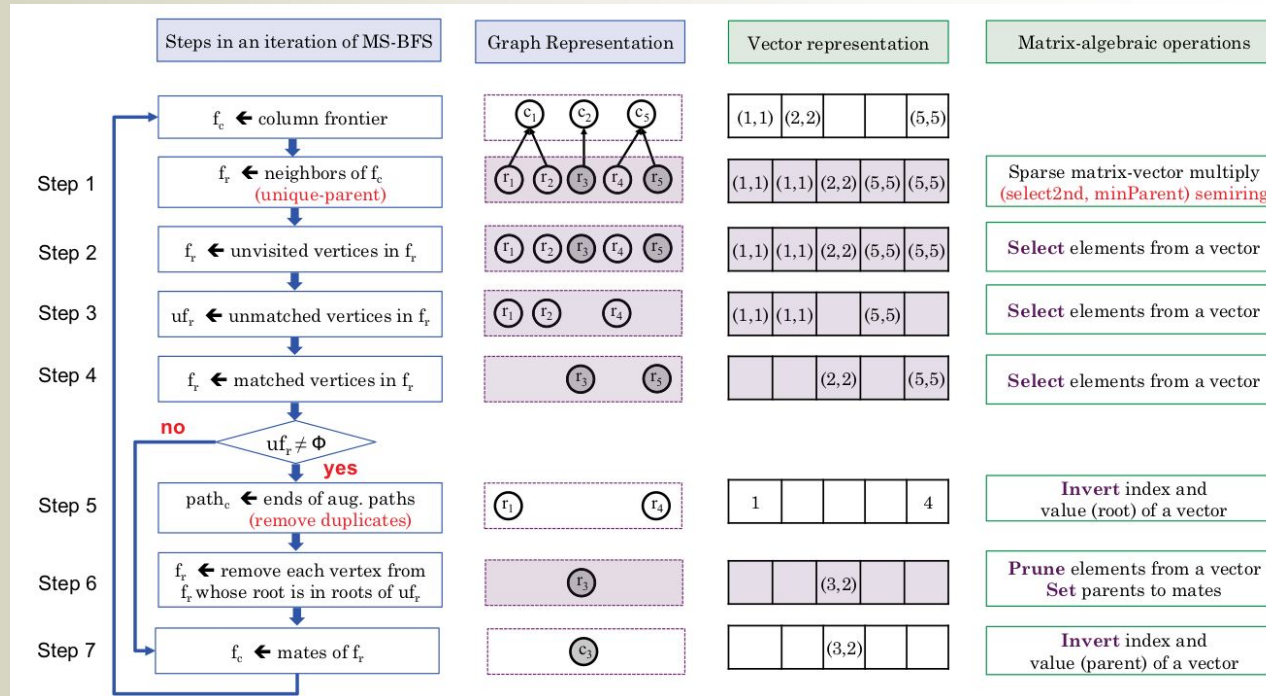 Steps in an iteration of MS-BFS
Graph Representation
Vector representation
Matrix-algebraic operations
f_c ← column frontier
c₁ c₂ c₅
(1,1) (2,2) (5,5)
Step 1
f_r ← neighbors of f_c
(unique-parent)
r₁ r₂ r₃ r₄ r₅
(1,1) (1,1) (2,2) (5,5) (5,5)
Sparse matrix-vector multiply
(select2nd, minParent) semiring
Step 2
f_r ← unvisited vertices in f_r
r₁ r₂ r₃ r₄ r₅
(1,1) (1,1) (2,2) (5,5) (5,5)
Select elements from a vector
Step 3
uf_r ← unmatched vertices in f_r
r₁ r₂ r₄
(1,1) (1,1) (5,5)
Select elements from a vector
Step 4
f_r ← matched vertices in f_r
r₃ r₅
(2,2) (5,5)
Select elements from a vector
no
uf_r ≠ Φ
yes
Step 5
path_c ← ends of aug. paths
(remove duplicates)
r₁ r₄
1 4
Invert index and
value (root) of a vector
Step 6
f_r ← remove each vertex from
f_r whose root is in roots of uf_r
r₃
(3,2)
Prune elements from a vector
Set parents to mates
Step 7
f_c ← mates of f_r
c₃
(3,2)
Invert index and
value (parent) of a vector